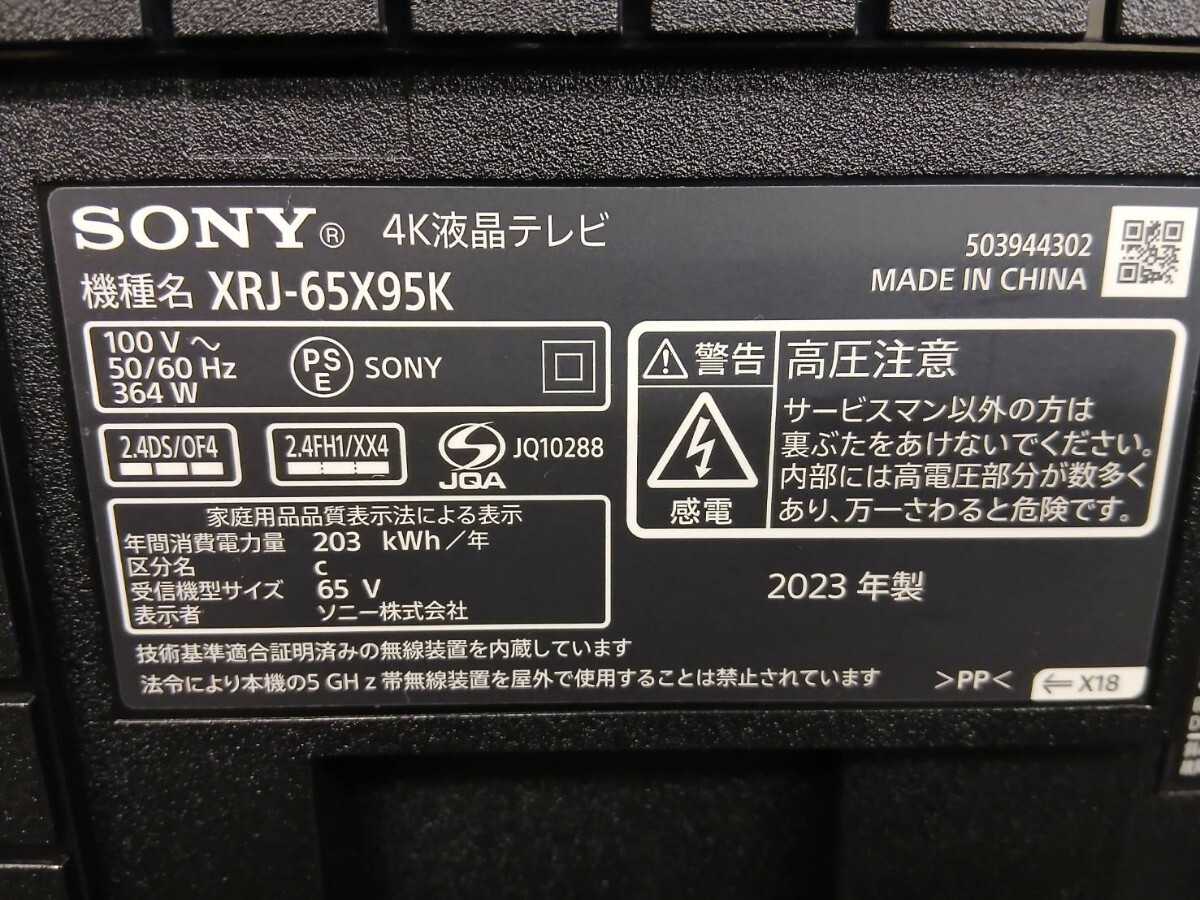 SONY® 4K液晶テレビ
機種名 XRJ-65X95K
503944302
MADE IN CHINA
100 V ～
50/60 Hz
364 W
PSE SONY
2.4DS/OF4
2.4FH1/XX4
JQA JQ10288
家庭用品品質表示法による表示
年間消費電力量 203 kWh／年
区分名 c
受信機型サイズ 65 V
表示者 ソニー株式会社
警告
感電
高圧注意
サービスマン以外の方は
裏ぶたをあけないでください。
内部には高電圧部分が数多く
あり、万一さわると危険です。
2023 年製
技術基準適合証明済みの無線装置を内蔵しています
法令により本機の5 GHz帯無線装置を屋外で使用することは禁止されています
>PP<
⇐ X18